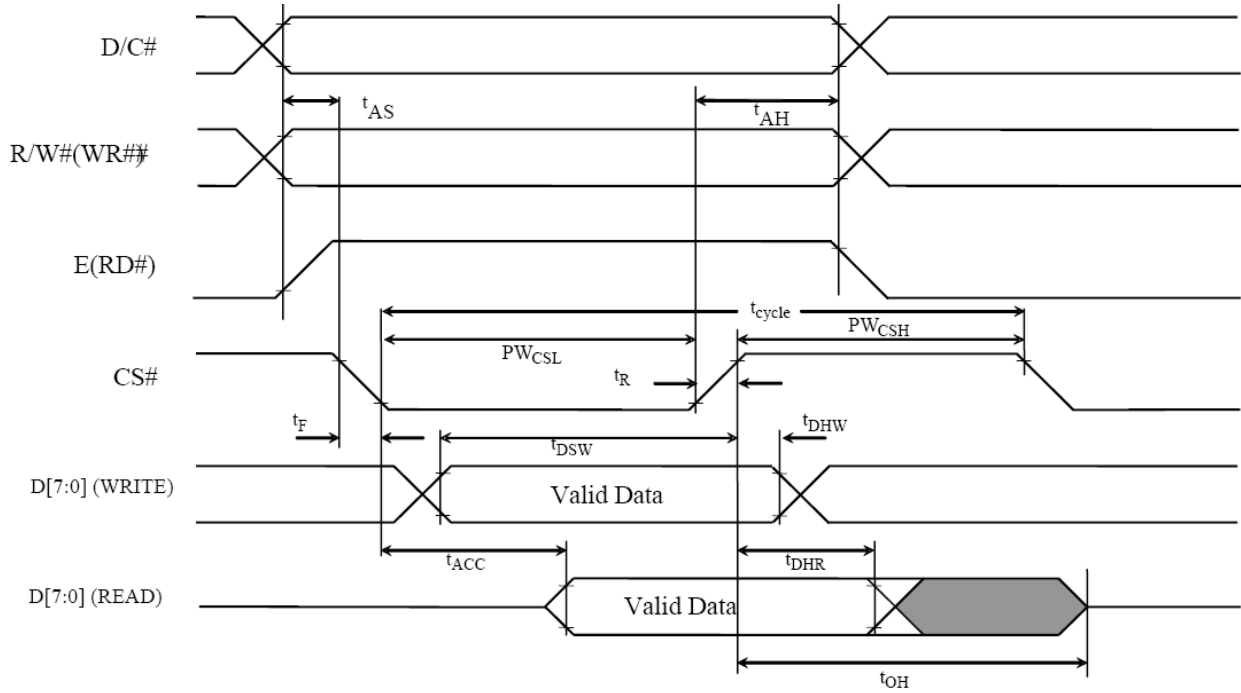 D/C#
tAS
tAH
R/W#(WR##)
E(RD#)
tcycle
PWCSL
PWCSH
CS#
tR
tF
tDSW
tDHW
D[7:0] (WRITE)
Valid Data
tACC
tDHR
D[7:0] (READ)
Valid Data
tOH